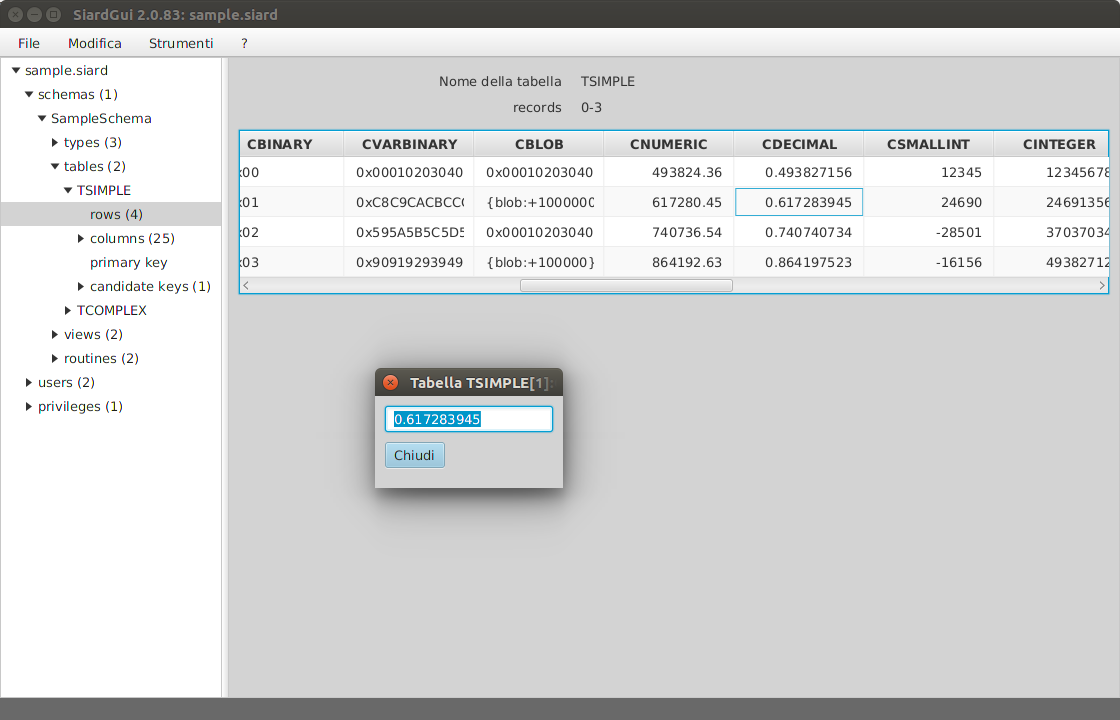 SiardGui 2.0.83: sample.siard
File Modifica Strumenti ?
sample.siard
schemas (1)
SampleSchema
types (3)
tables (2)
TSIMPLE
rows (4)
columns (25)
primary key
candidate keys (1)
TCOMPLEX
views (2)
routines (2)
users (2)
privileges (1)
Nome della tabella TSIMPLE
records 0-3
CBINARY CVARBINARY CBLOB CNUMERIC CDECIMAL CSMALLINT CINTEGER
00 0x00010203040 0x00010203040 493824.36 0.493827156 12345 12345678
01 0xC8C9CACBCC {blob:+1000000 617280.45 0.617283945 24690 24691356
02 0x595A5B5C5D5 0x00010203040 740736.54 0.740740734 -28501 37037034
03 0x90919293949 {blob:+100000} 864192.63 0.864197523 -16156 49382712
Tabella TSIMPLE[1]:
0.617283945
Chiudi